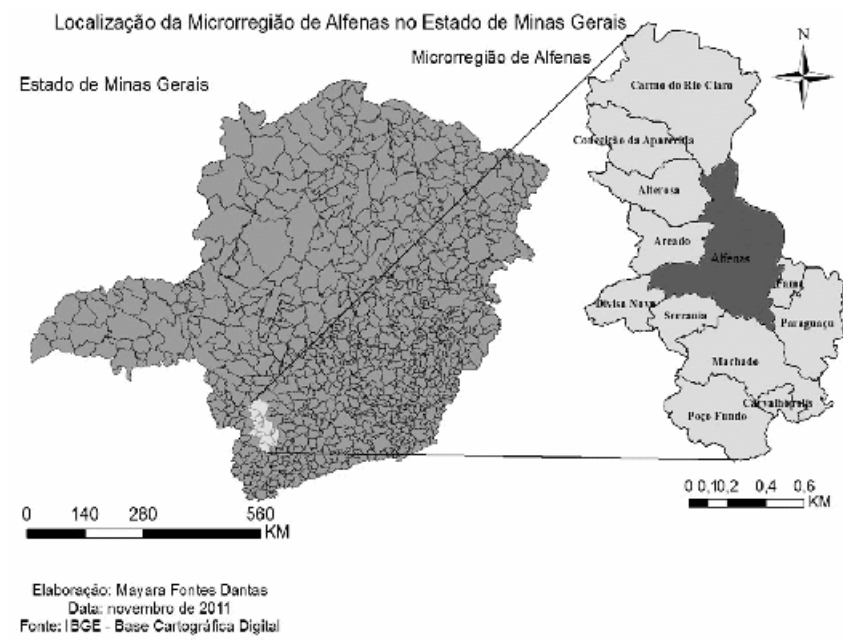 Localização da Microrregião de Alfenas no Estado de Minas Gerais
Microrregião de Alfenas
Estado de Minas Gerais
N
Carmo do Rio Claro
Conceição da Aparecida
Alterosa
Areado
Alfenas
Fama
Divisa Nova
Serrania
Paraguaçu
Machado
Carvalhópolis
Poço Fundo
0 0,10,2 0,4 0,6
KM
0 140 280 560
KM
Elaboração: Mayara Fontes Dantas
Data: novembro de 2011
Fonte: IBGE - Base Cartográfica Digital